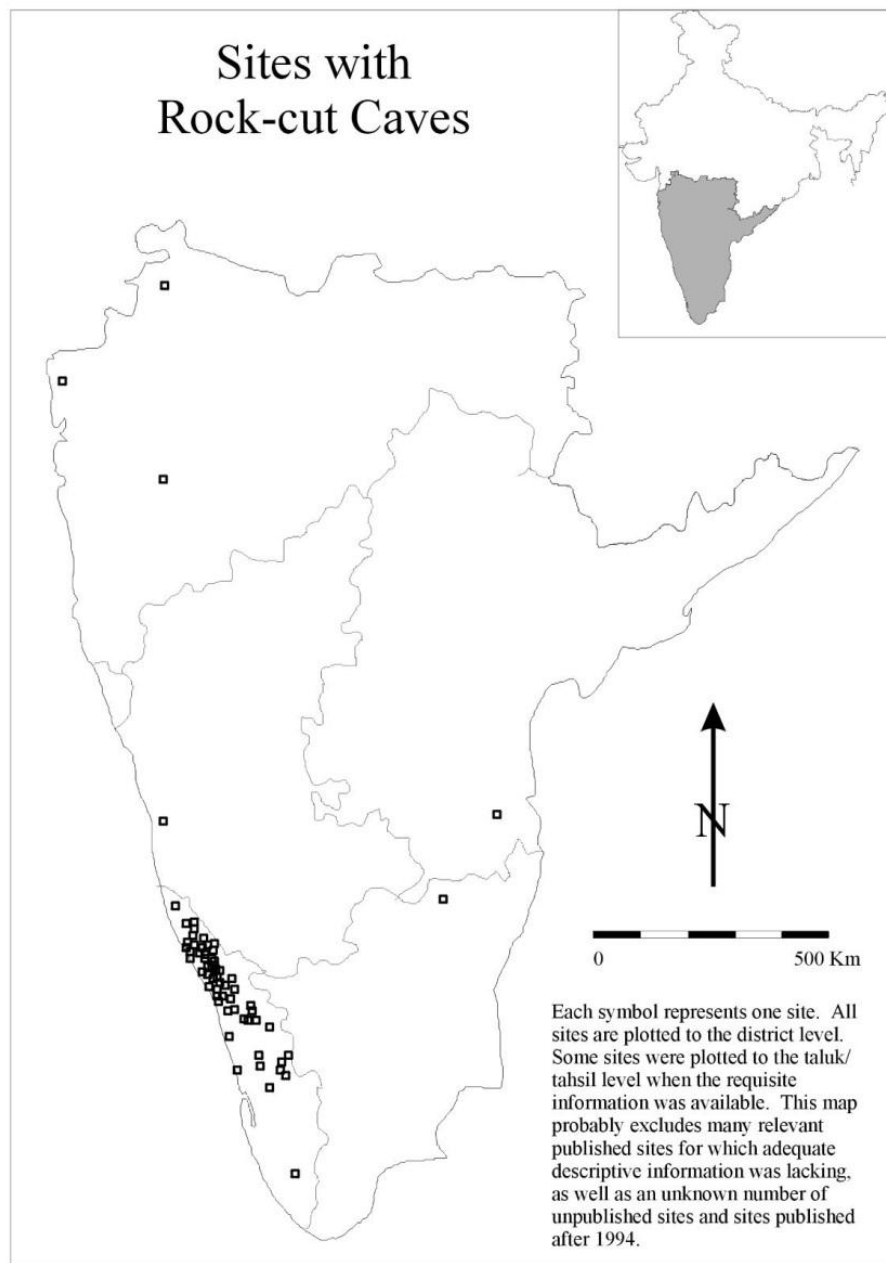 Sites with
Rock-cut Caves
N
0 500 Km
Each symbol represents one site. All
sites are plotted to the district level.
Some sites were plotted to the taluk/
tahsil level when the requisite
information was available. This map
probably excludes many relevant
published sites for which adequate
descriptive information was lacking,
as well as an unknown number of
unpublished sites and sites published
after 1994.